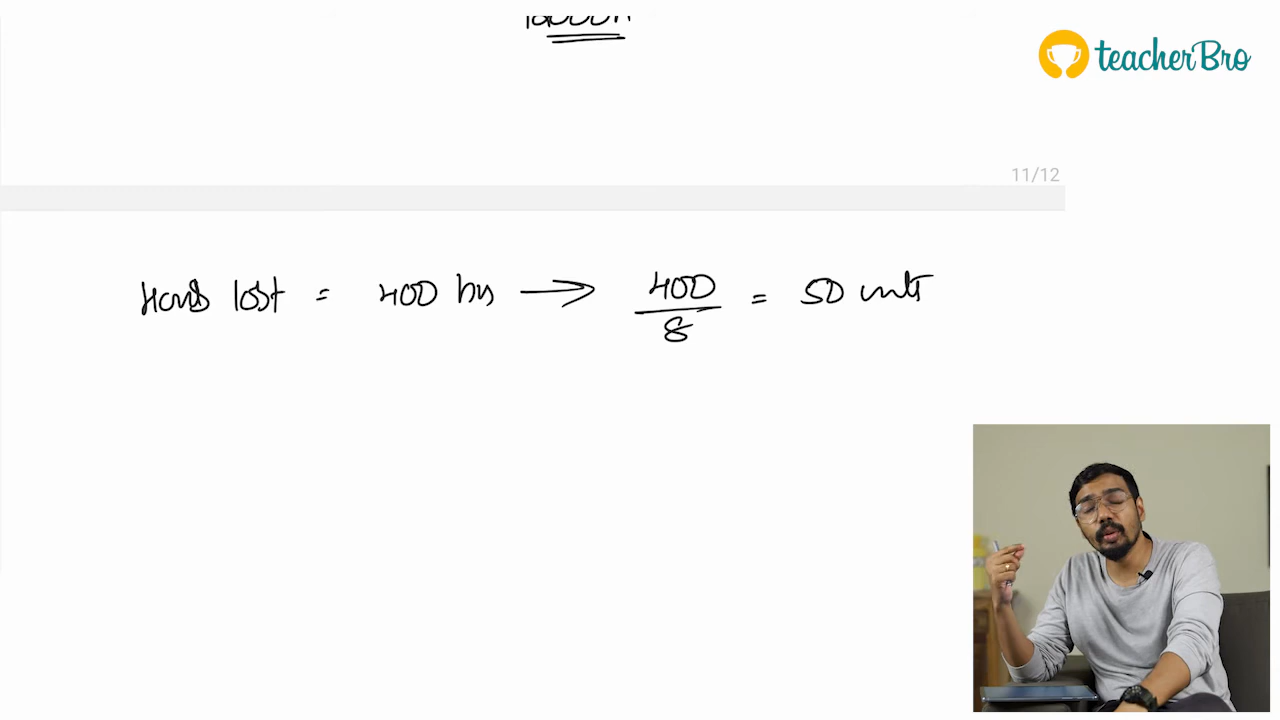 teacherBro
11/12
Hours lost = 400 hrs → 400/8 = 50 units